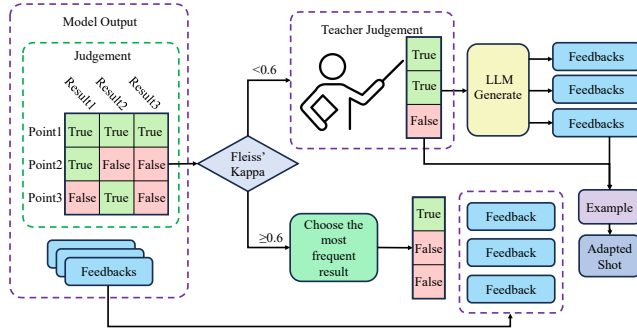 Model Output
Judgement
Result1 Result2 Result3
Point1 True True True
Point2 True False False
Point3 False True False
Feedbacks
Fleiss'
Kappa
<0.6
≥0.6
Teacher Judgement
True
True
False
LLM
Generate
Feedbacks
Feedbacks
Feedbacks
Choose the
most
frequent
result
True
False
False
Feedback
Feedback
Feedback
Example
Adapted
Shot